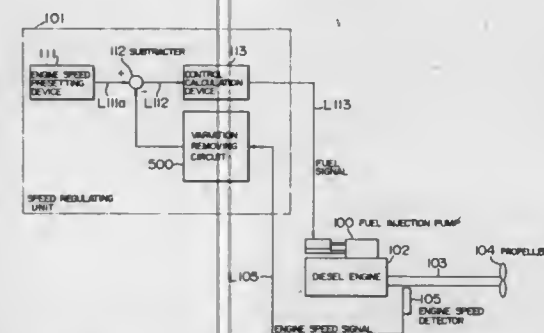 101
111
112 SUBTRACTER
113
ENGINE SPEED
PRESETTING
DEVICE
+
-
L111a
L112
CONTROL
CALCULATION
DEVICE
L113
VARIATION
REMOVING
CIRCUIT
500
SPEED REGULATING
UNIT
FUEL
SIGNAL
100 FUEL INJECTION PUMP
102
103
104 PROPELLER
DIESEL ENGINE
L105
105
ENGINE SPEED
DETECTOR
ENGINE SPEED SIGNAL